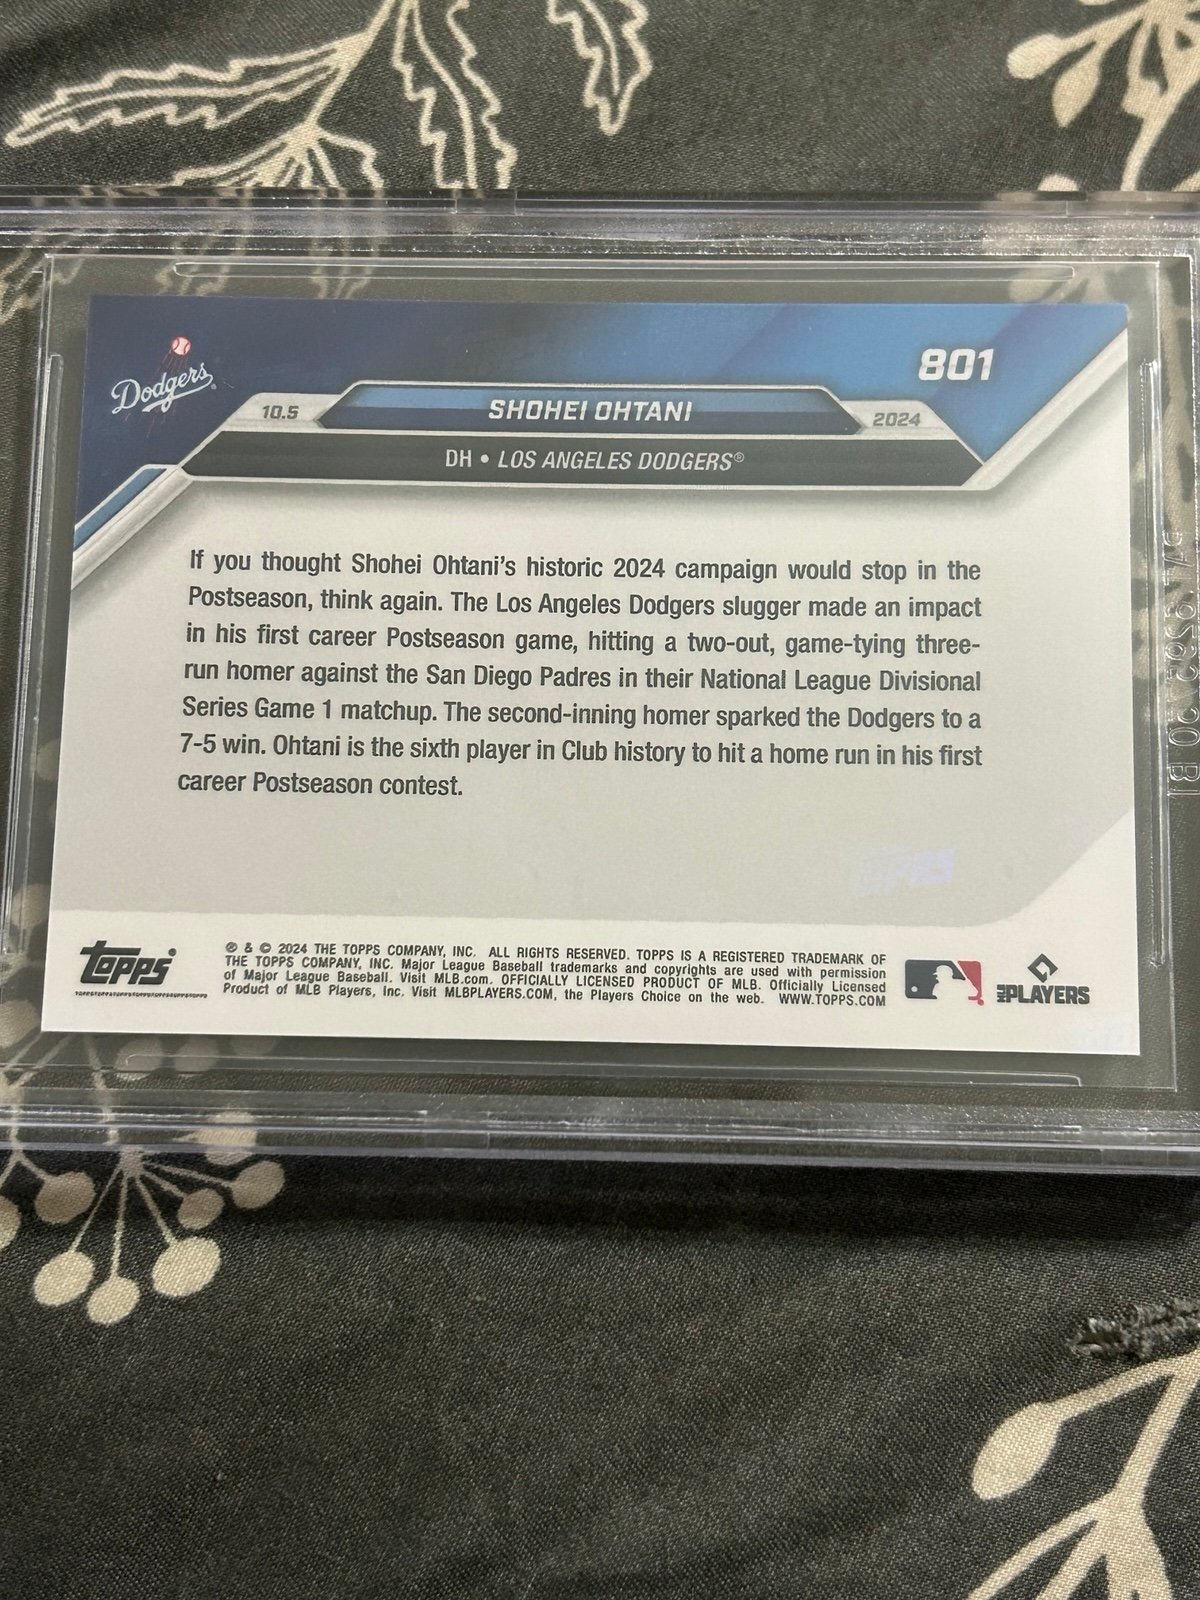 Dodgers
801
10.5
SHOHEI OHTANI
2024
DH • LOS ANGELES DODGERS®
If you thought Shohei Ohtani's historic 2024 campaign would stop in the
Postseason, think again. The Los Angeles Dodgers slugger made an impact
in his first career Postseason game, hitting a two-out, game-tying three-
run homer against the San Diego Padres in their National League Divisional
Series Game 1 matchup. The second-inning homer sparked the Dodgers to a
7-5 win. Ohtani is the sixth player in Club history to hit a home run in his first
career Postseason contest.
topps
® & © 2024 THE TOPPS COMPANY, INC. ALL RIGHTS RESERVED. TOPPS IS A REGISTERED TRADEMARK OF
THE TOPPS COMPANY, INC. Major League Baseball trademarks and copyrights are used with permission
of Major League Baseball. Visit MLB.com. OFFICIALLY LICENSED PRODUCT OF MLB. Officially Licensed
Product of MLB Players, Inc. Visit MLBPLAYERS.COM, the Players Choice on the web. WWW.TOPPS.COM
MLB PLAYERS